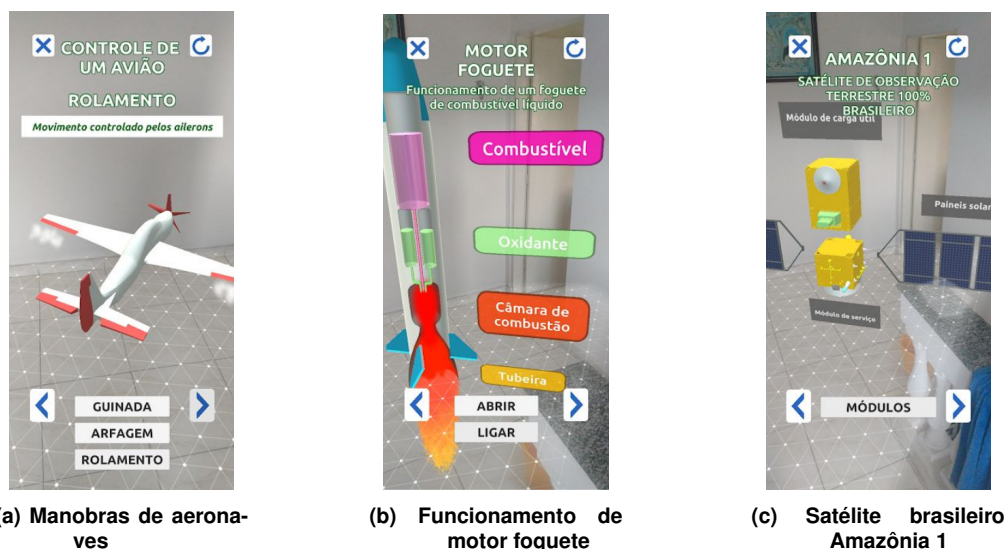 CONTROLE DE
UM AVIÃO
ROLAMENTO
Movimento controlado pelos ailerons
GUINADA
ARFAGEM
ROLAMENTO
(a) Manobras de aerona-
ves
MOTOR
FOGUETE
Funcionamento de um foguete
de combustível líquido
Combustível
Oxidante
Câmara de
combustão
Tubeira
ABRIR
LIGAR
(b) Funcionamento de
motor foguete
AMAZÔNIA 1
SATÉLITE DE OBSERVAÇÃO
TERRESTRE 100%
BRASILEIRO
Módulo de carga útil
Paineis solar
Módulo de serviço
MÓDULOS
(c) Satélite brasileiro
Amazônia 1